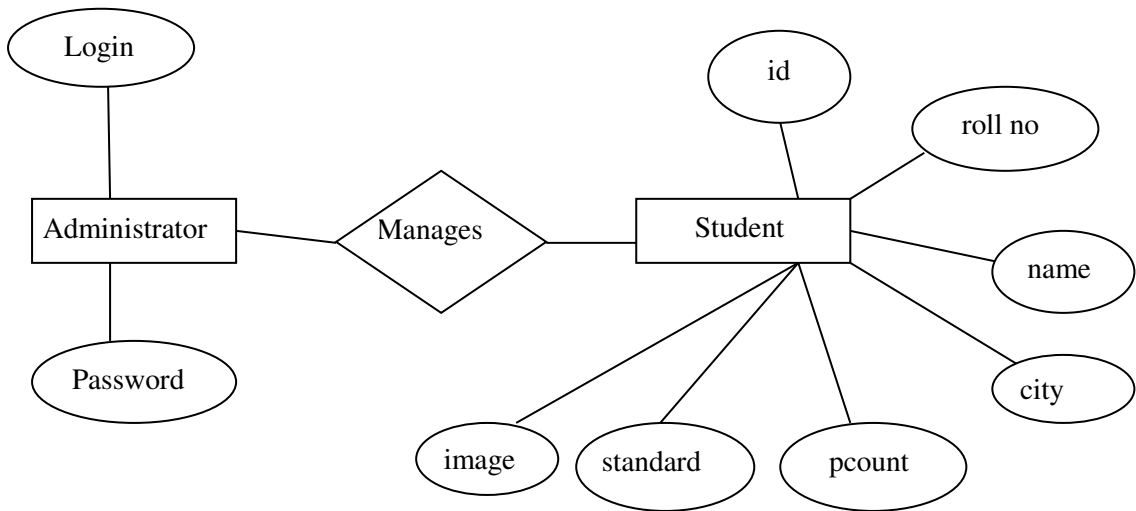 Login
id
roll no
Administrator
Manages
Student
name
Password
city
image
standard
pcount